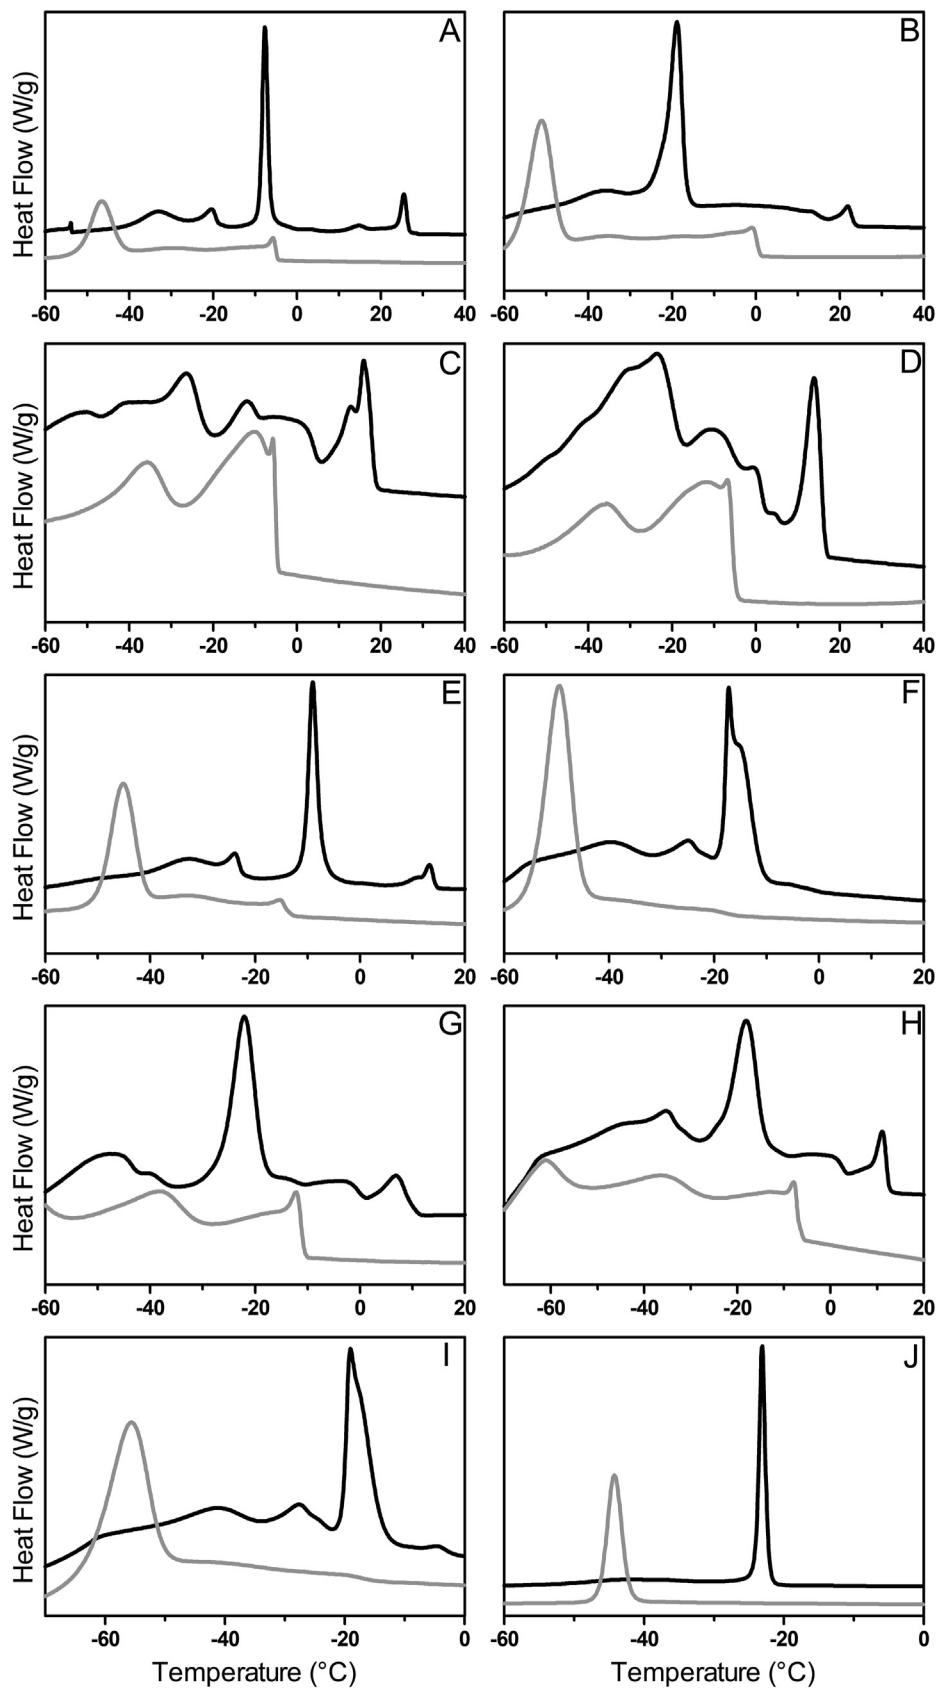 A B
Heat Flow (W/g)
-60 -40 -20 0 20 40 -60 -40 -20 0 20 40
C D
Heat Flow (W/g)
-60 -40 -20 0 20 40 -60 -40 -20 0 20 40
E F
Heat Flow (W/g)
-60 -40 -20 0 20 -60 -40 -20 0 20
G H
Heat Flow (W/g)
-60 -40 -20 0 20 -60 -40 -20 0 20
I J
Heat Flow (W/g)
-60 -40 -20 0 -60 -40 -20 0
Temperature (°C) Temperature (°C)